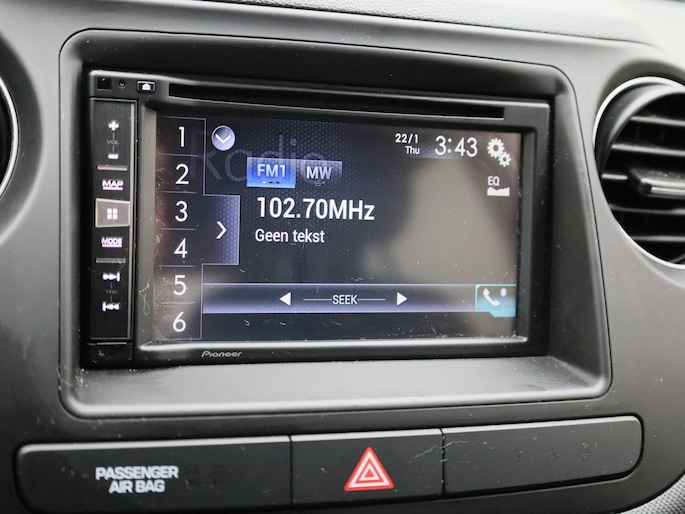 VOL
MAP
MODE
TRK
1
2
3
4
5
6
Radio
22/1
Thu
3:43
FM1
MW
EQ
102.70MHz
Geen tekst
SEEK
Pioneer
PASSENGER
AIR BAG